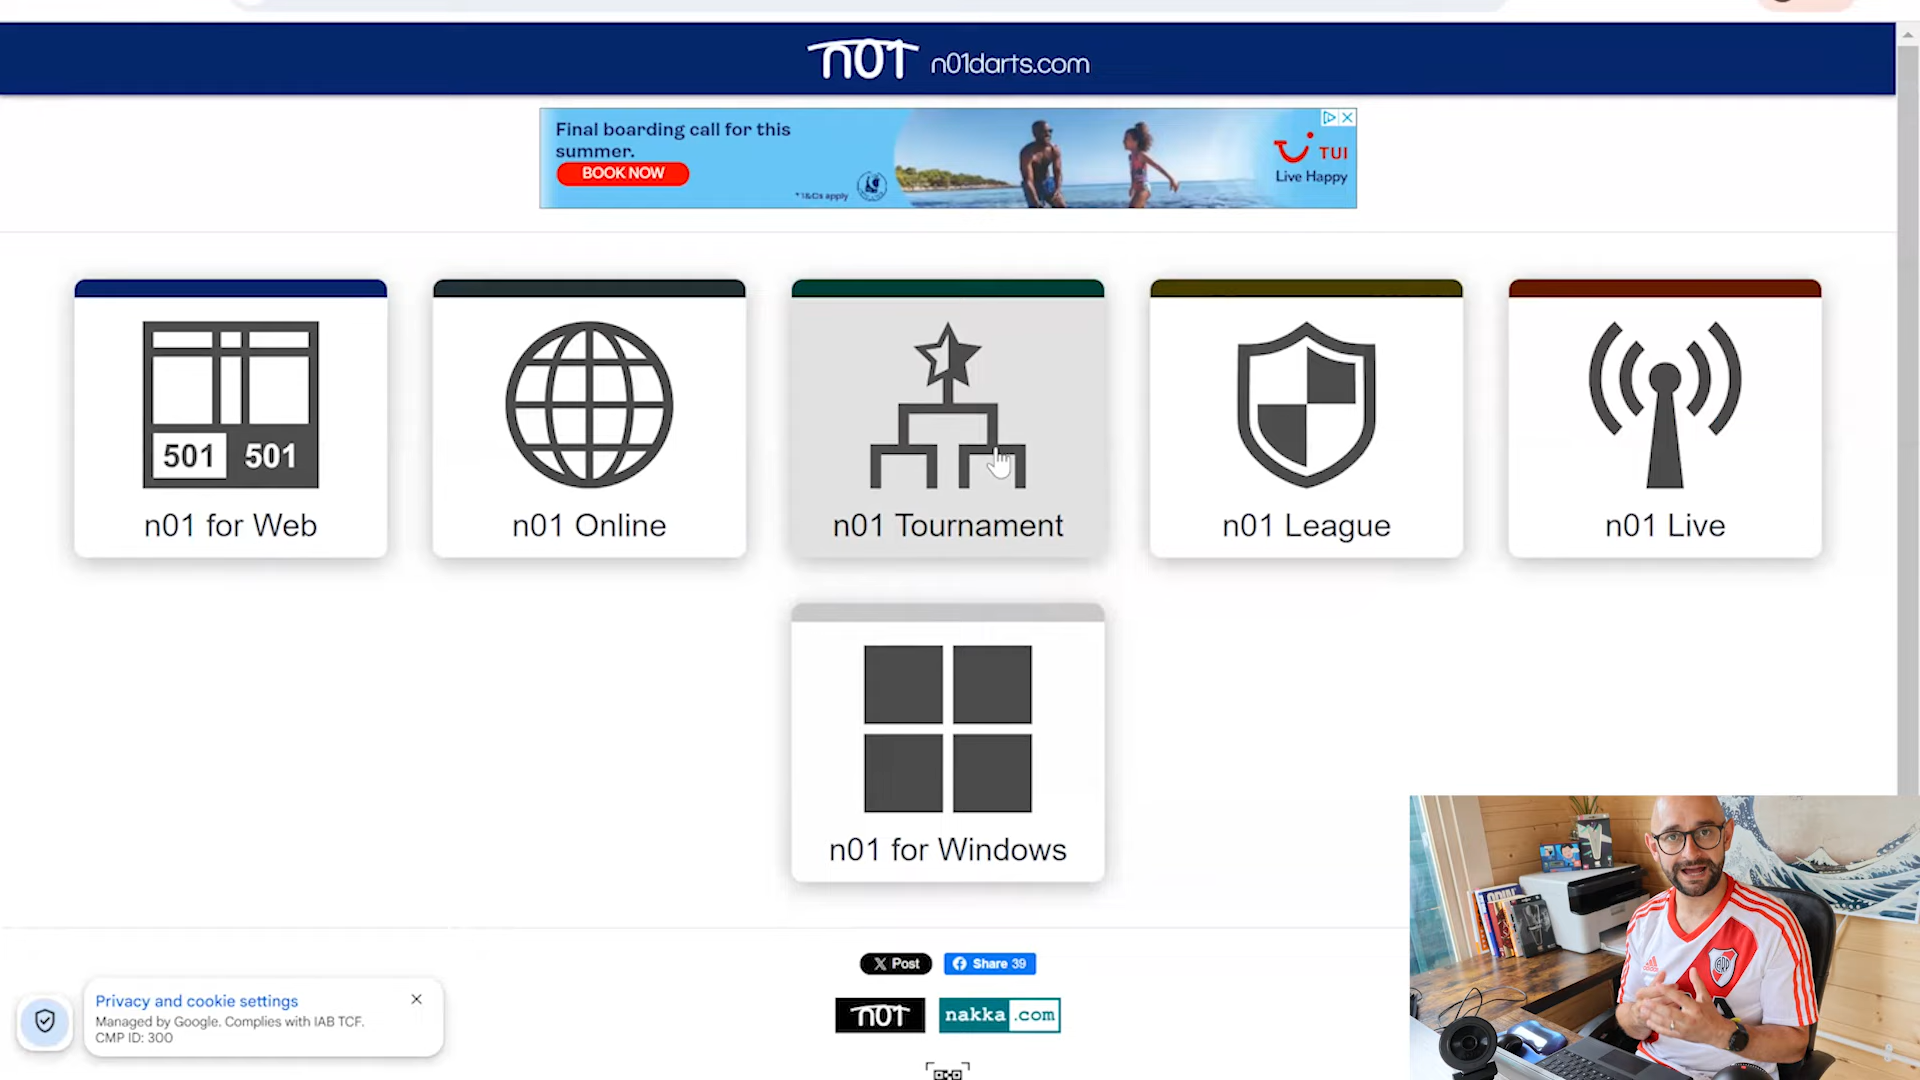 n01 n01darts.com
Final boarding call for this
summer.
BOOK NOW
*T&Cs apply
TUI
Live Happy
501 501
n01 for Web
n01 Online
n01 Tournament
n01 League
n01 Live
n01 for Windows
X Post
Share 39
n01
nakka.com
Privacy and cookie settings
Managed by Google. Complies with IAB TCF.
CMP ID: 300